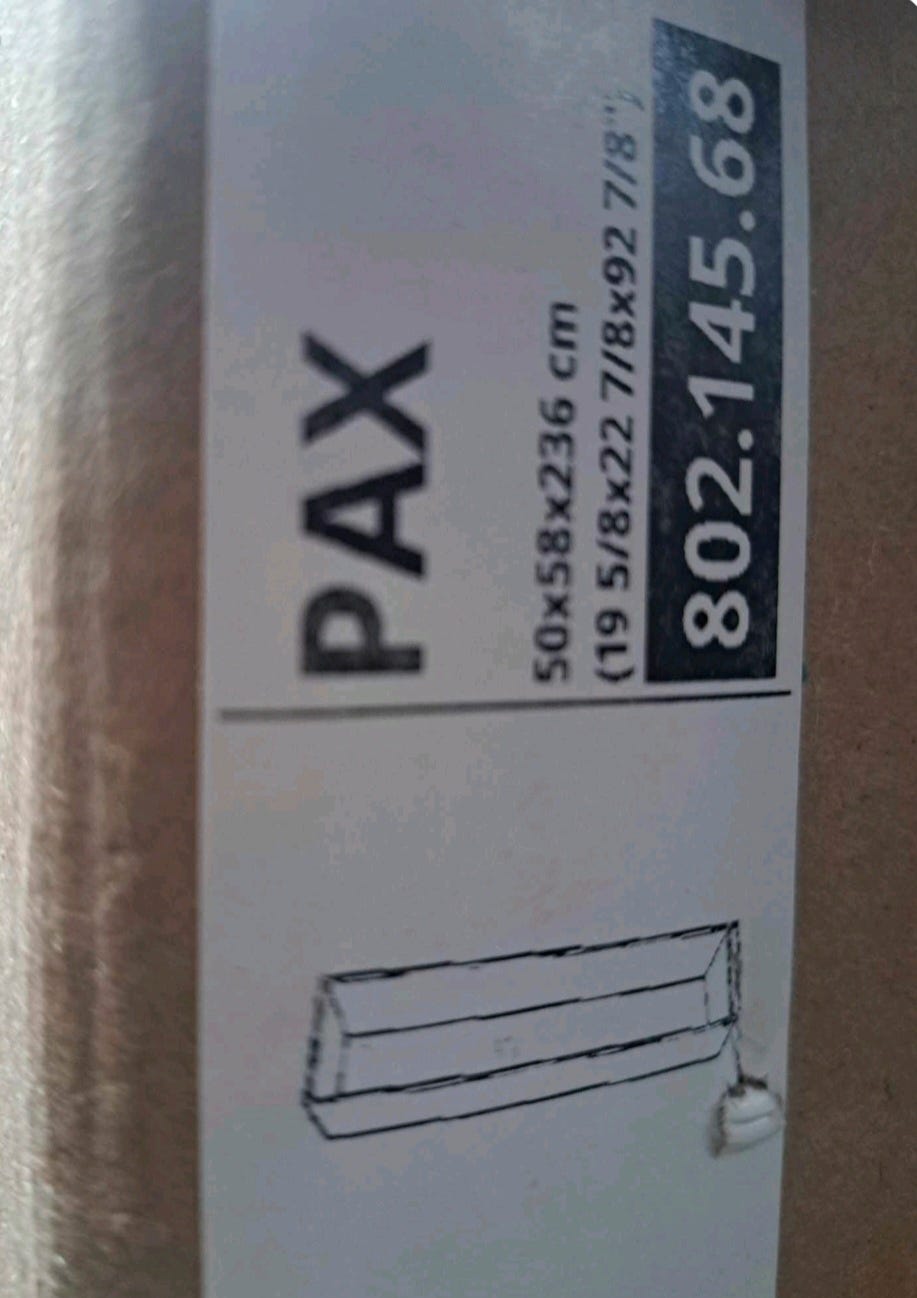 PAX
50x58x236 cm
(19 5/8x22 7/8x92 7/8")
802.145.68